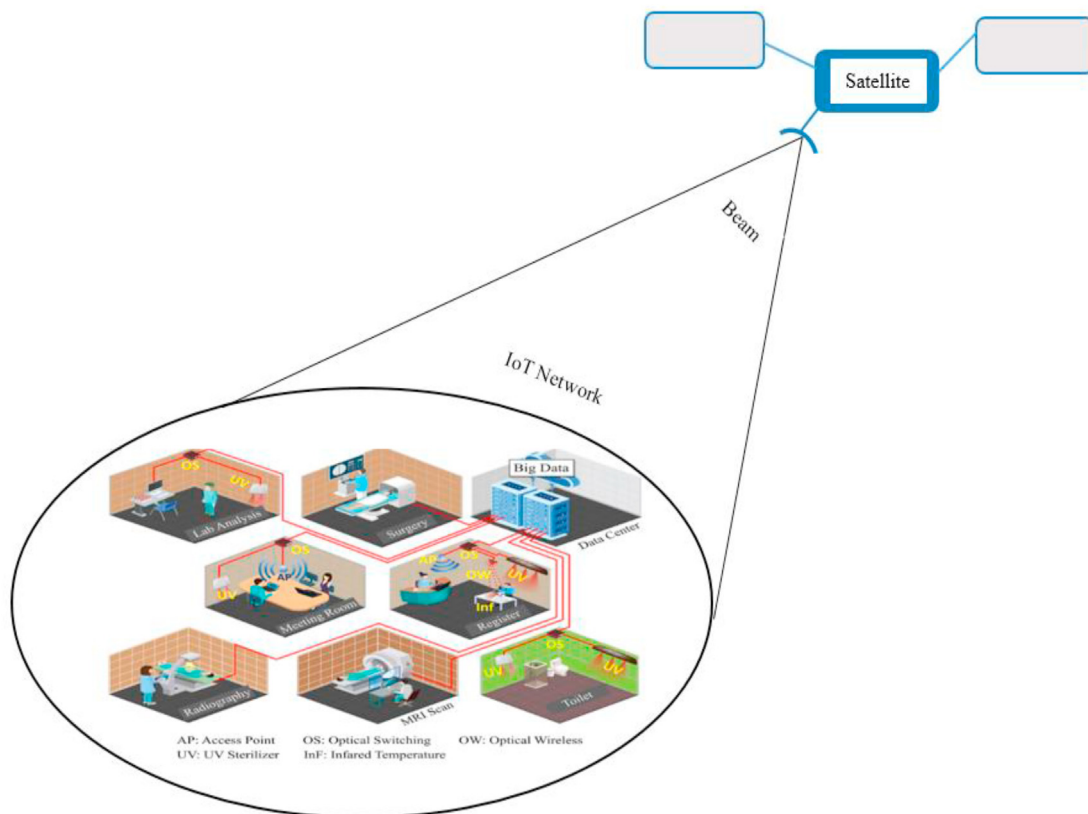 Satellite
Beam
IoT Network
OS
UV
Lab Analysis
Surgery
Big Data
Data Center
OS
AP
UV
Meeting Room
AP
OS
OW
UV
Inf
Register
Radiography
MRI Scan
UV
OS
UV
Toilet
AP: Access Point OS: Optical Switching OW: Optical Wireless
UV: UV Sterilizer InF: Infared Temperature